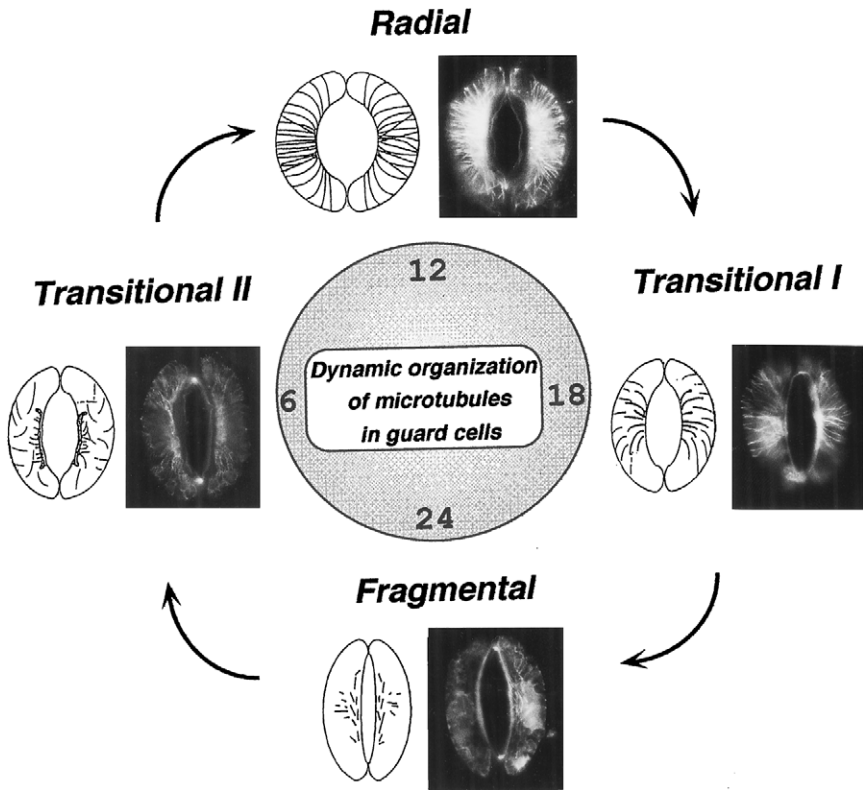 Radial
Transitional II
12
Transitional I
6
Dynamic organization
of microtubules
in guard cells
18
24
Fragmental